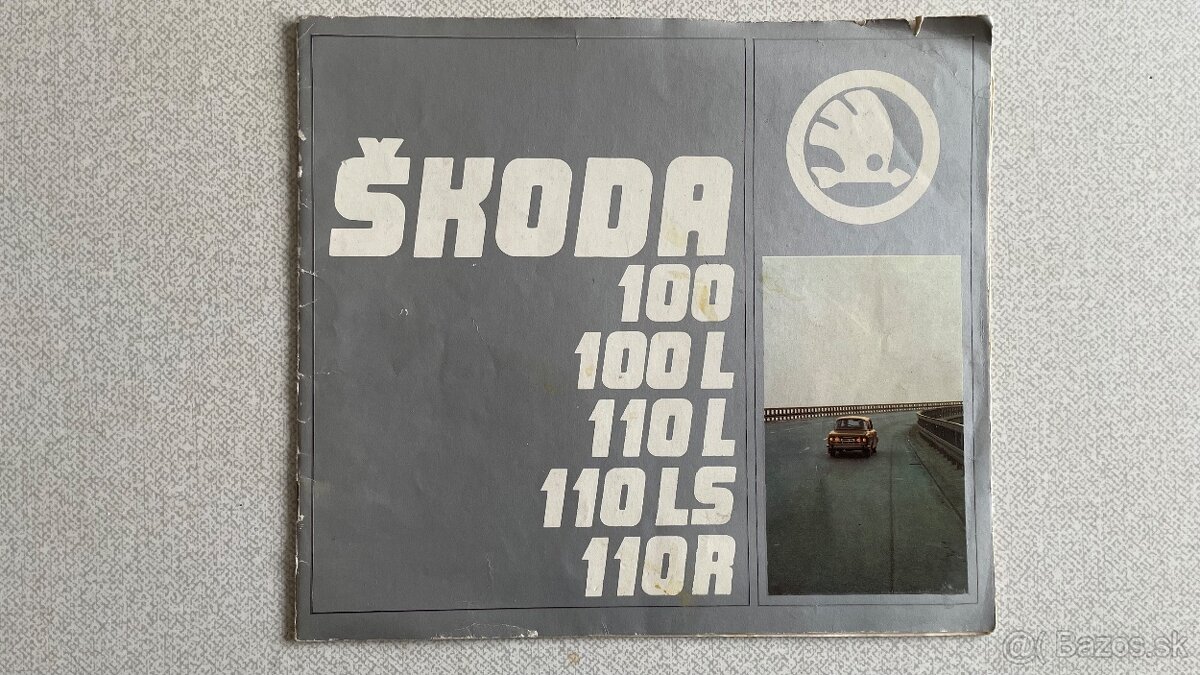 ŠKODA
100
100 L
110 L
110 LS
110 R
@( Bazos.sk